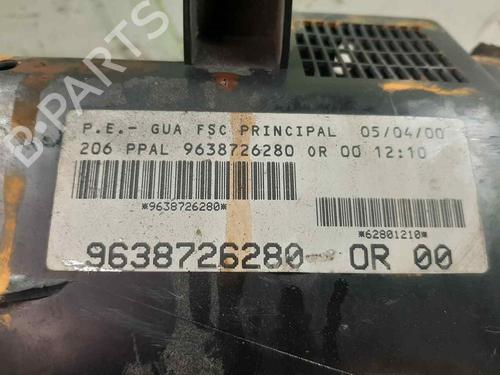 B-PARTS
P.E.- GUA FSC PRINCIPAL 05/04/00
206 PPAL 9638726280 OR 00 12:10
*9638726280*
*62801210*
9638726280 OR 00